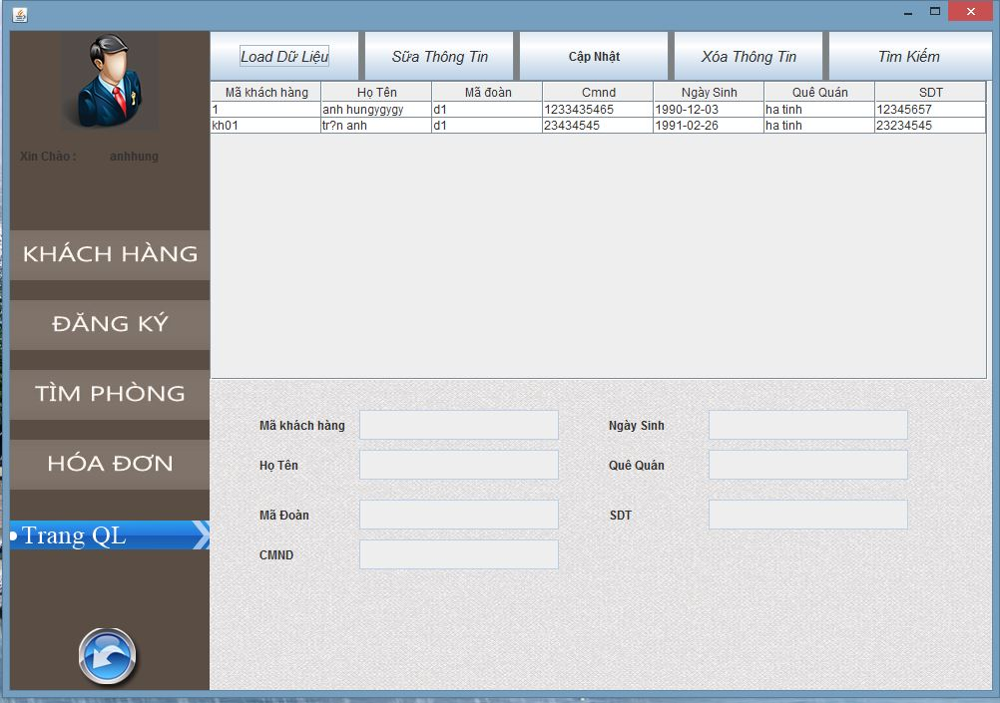 Load Dữ Liệu Sữa Thông Tin Cập Nhật Xóa Thông Tin Tìm Kiếm
Mã khách hàng Họ Tên Mã đoàn Cmnd Ngày Sinh Quê Quán SDT
1 anh hungygygy d1 1233435465 1990-12-03 ha tinh 12345657
kh01 tr?n anh d1 23434545 1991-02-26 ha tinh 23234545
Xin Chào : anhhung
KHÁCH HÀNG
ĐĂNG KÝ
TÌM PHÒNG
HÓA ĐƠN
Trang QL
Mã khách hàng Ngày Sinh
Họ Tên Quê Quán
Mã Đoàn SDT
CMND